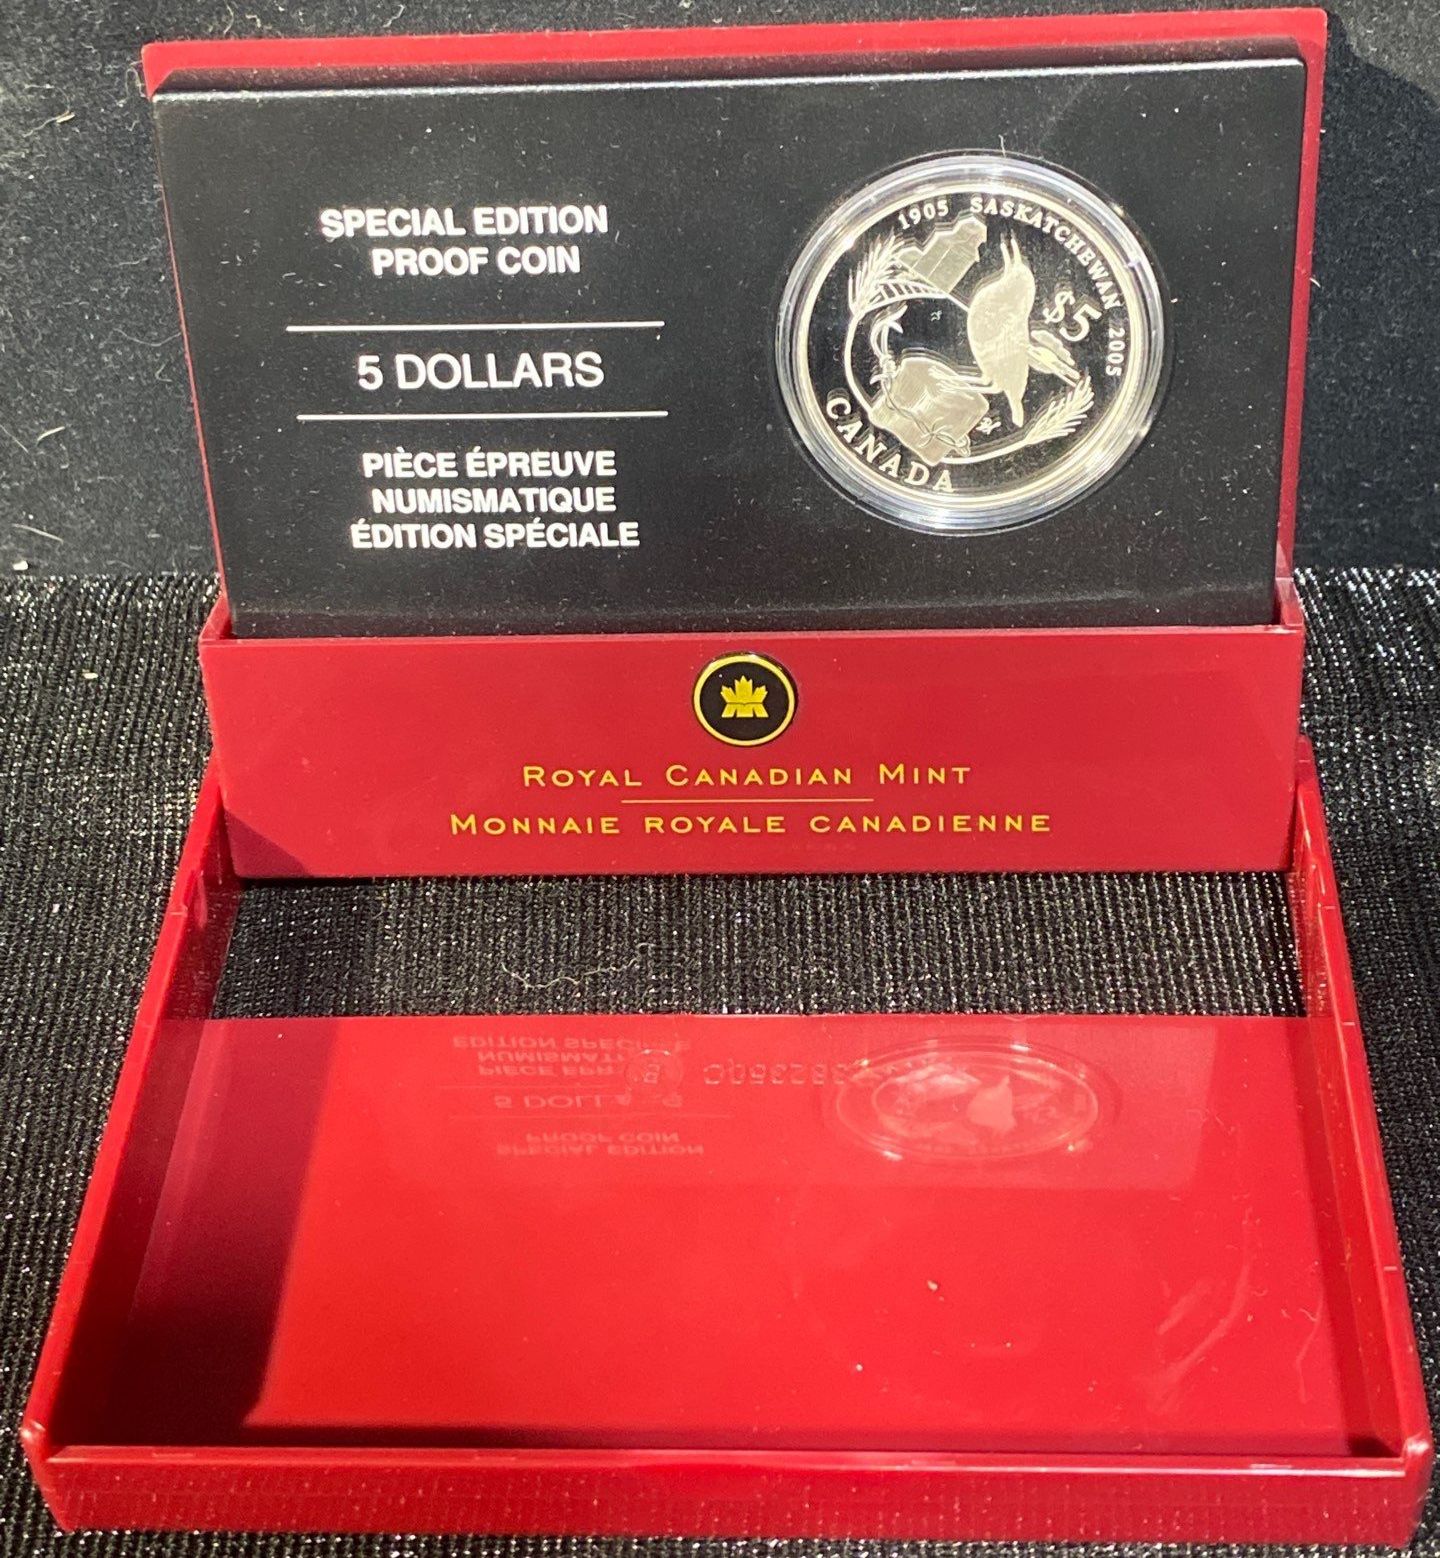 SPECIAL EDITION
PROOF COIN
5 DOLLARS
PIÈCE ÉPREUVE
NUMISMATIQUE
ÉDITION SPÉCIALE
1905 SASKATCHEWAN 2005
$5
CANADA
ROYAL CANADIAN MINT
MONNAIE ROYALE CANADIENNE